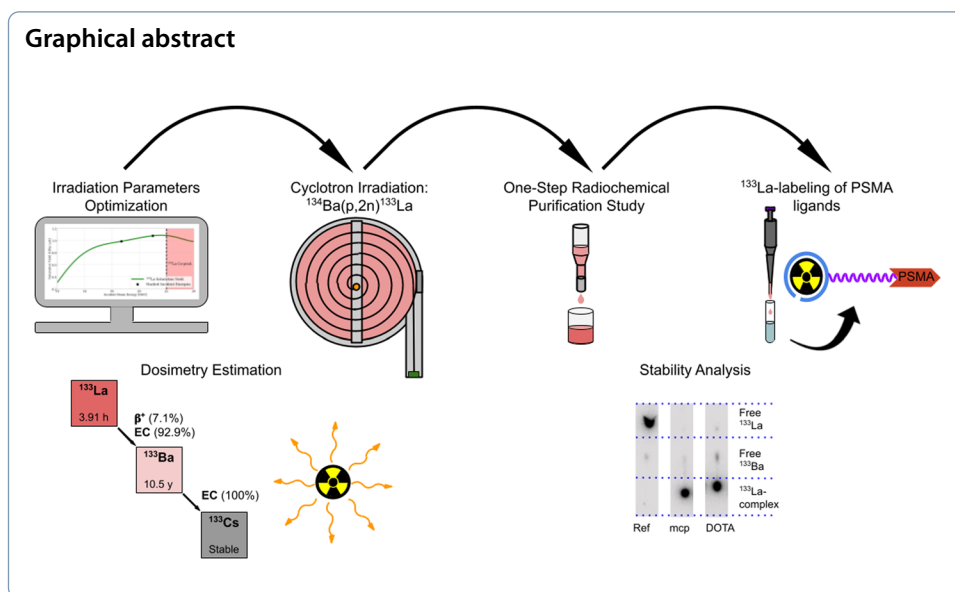 Graphical abstract
Irradiation Parameters
Optimization
Cyclotron Irradiation:
¹³⁴Ba(p,2n)¹³³La
One-Step Radiochemical
Purification Study
¹³³La-labeling of PSMA
ligands
PSMA
Dosimetry Estimation
¹³³La
3.91 h
β⁺ (7.1%)
EC (92.9%)
¹³³Ba
10.5 y
EC (100%)
¹³³Cs
Stable
Stability Analysis
Free
¹³³La
Free
¹³³Ba
¹³³La-
complex
Ref mcp DOTA